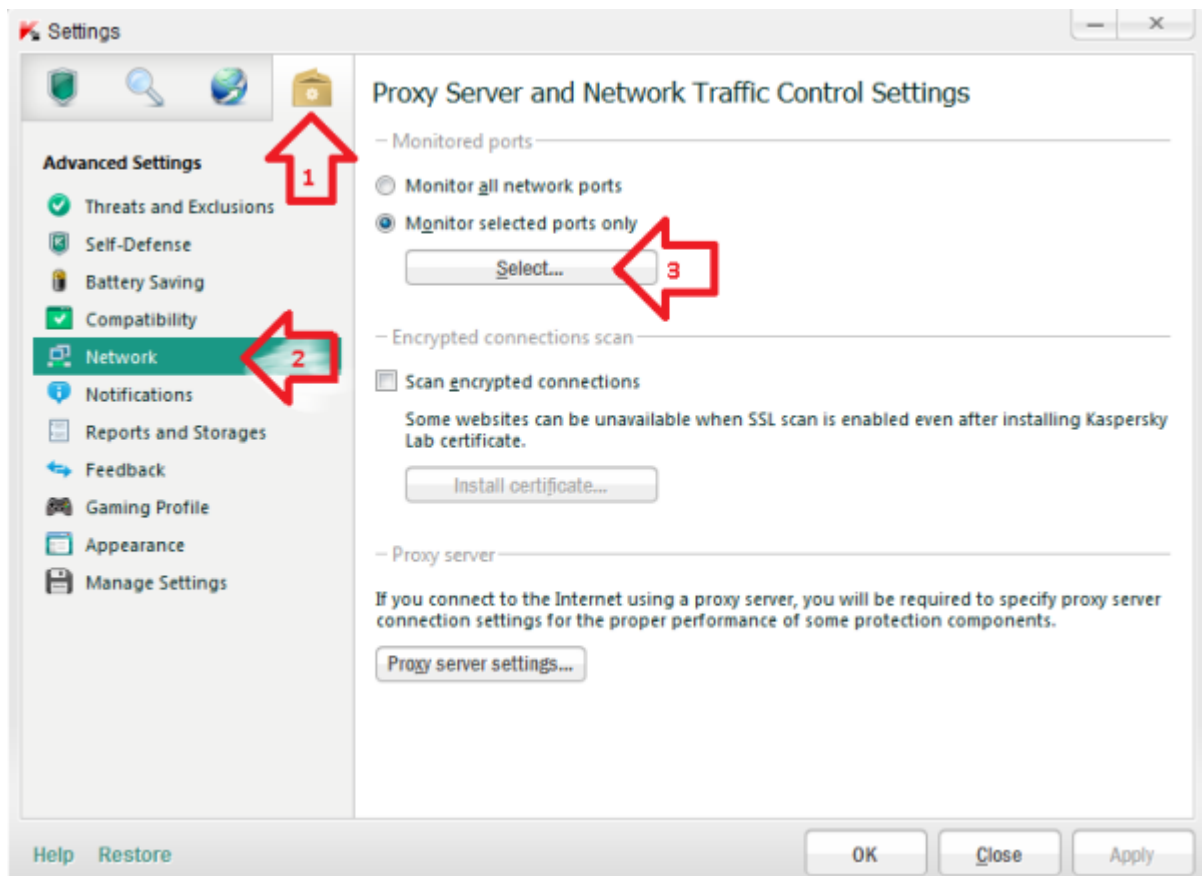 Settings
Proxy Server and Network Traffic Control Settings
1
Advanced Settings
Threats and Exclusions
Self-Defense
Battery Saving
Compatibility
Network
2
Notifications
Reports and Storages
Feedback
Gaming Profile
Appearance
Manage Settings
Monitored ports
Monitor all network ports
Monitor selected ports only
Select...
3
Encrypted connections scan
Scan encrypted connections
Some websites can be unavailable when SSL scan is enabled even after installing Kaspersky
Lab certificate.
Install certificate...
Proxy server
If you connect to the Internet using a proxy server, you will be required to specify proxy server
connection settings for the proper performance of some protection components.
Proxy server settings...
Help Restore
OK Close Apply